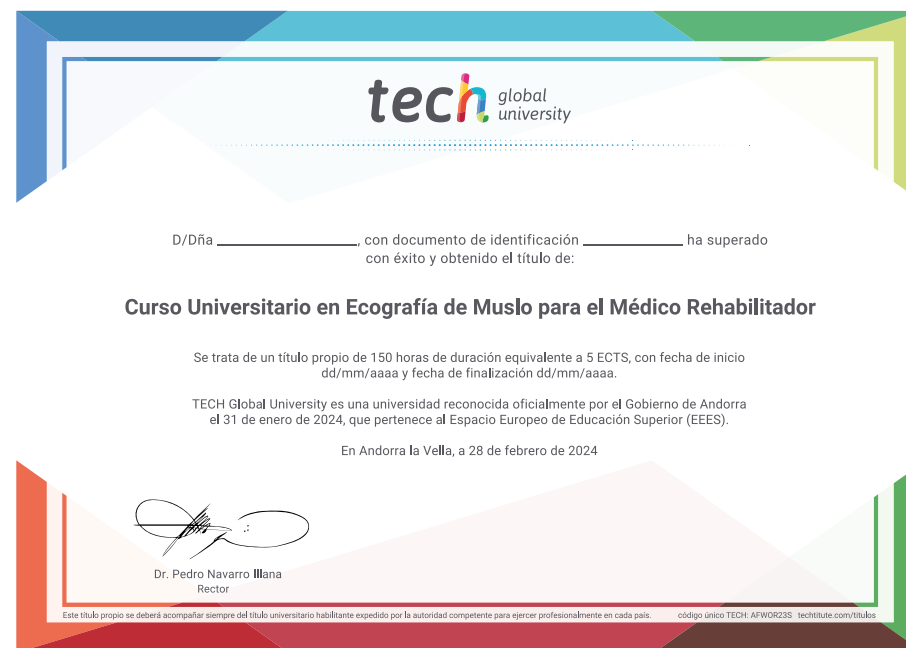 tech global university
D/Dña ____________, con documento de identificación ____________ ha superado
con éxito y obtenido el título de:
Curso Universitario en Ecografía de Muslo para el Médico Rehabilitador
Se trata de un título propio de 150 horas de duración equivalente a 5 ECTS, con fecha de inicio
dd/mm/aaaa y fecha de finalización dd/mm/aaaa.
TECH Global University es una universidad reconocida oficialmente por el Gobierno de Andorra
el 31 de enero de 2024, que pertenece al Espacio Europeo de Educación Superior (EEES).
En Andorra la Vella, a 28 de febrero de 2024
Dr. Pedro Navarro Illana
Rector
Este título propio se deberá acompañar siempre del título universitario habilitante expedido por la autoridad competente para ejercer profesionalmente en cada país. código único TECH: AFWOR23S techtitute.com/titulos